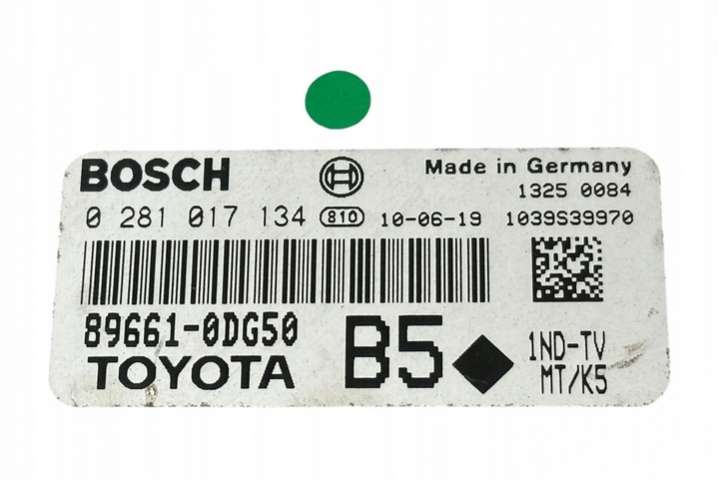 BOSCH Made in Germany
1325 0084
0 281 017 134 810 10-06-19 1039S39970
89661-0DG50 B5 1ND-TV
TOYOTA MT/K5